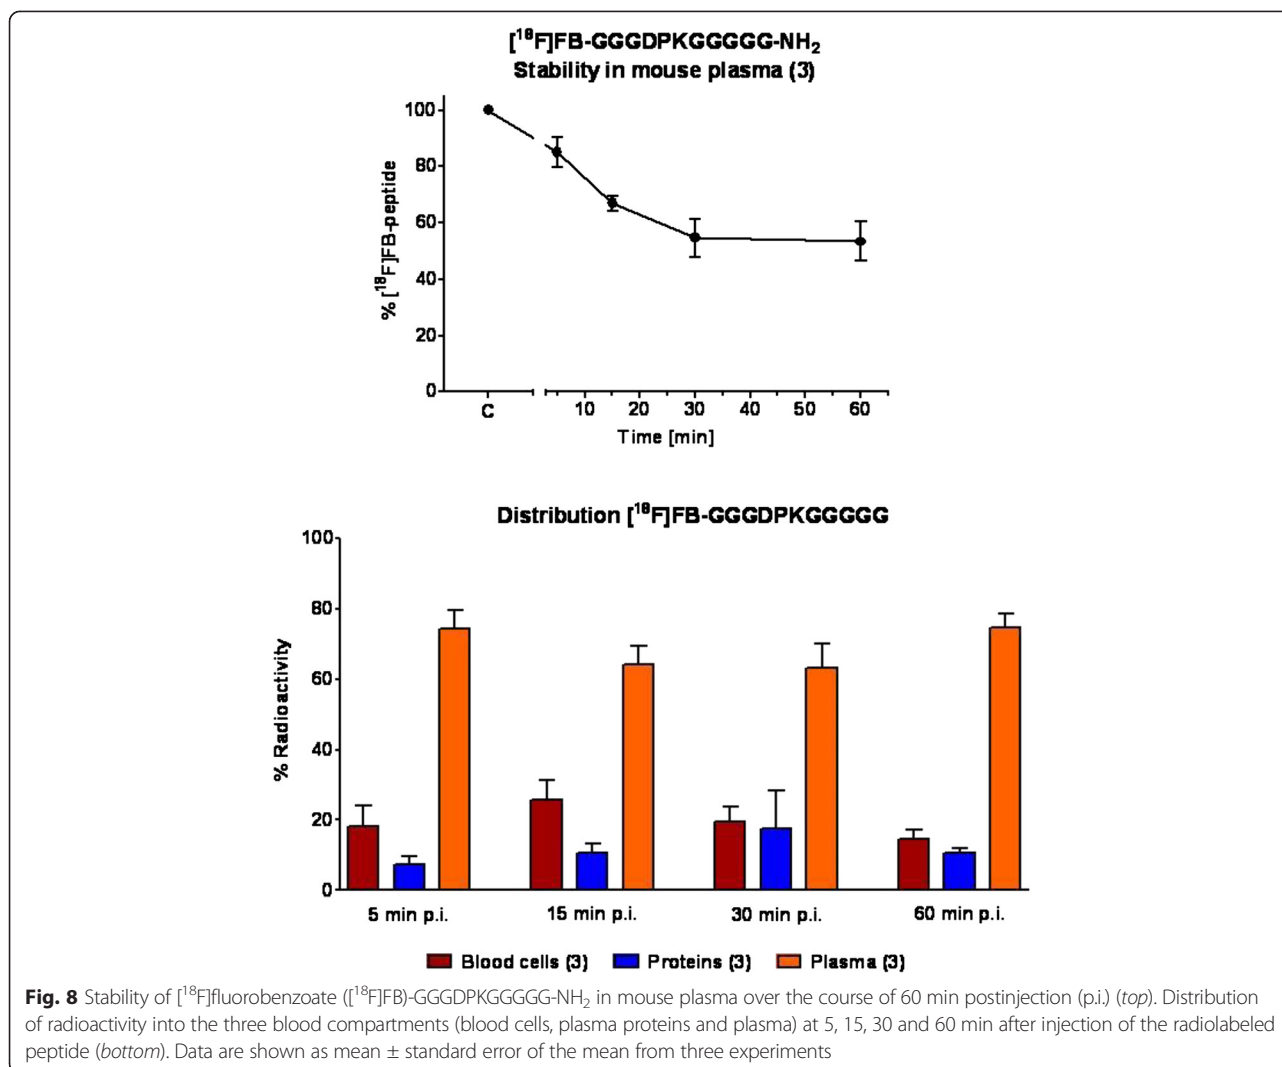 [¹⁸F]FB-GGGDPKGGGGG-NH₂
Stability in mouse plasma (3)
% [¹⁸F]FB-peptide
100
80
60
40
20
0
C
10 20 30 40 50 60
Time [min]
Distribution [¹⁸F]FB-GGGDPKGGGGG
% Radioactivity
100
80
60
40
20
0
5 min p.i. 15 min p.i. 30 min p.i. 60 min p.i.
Blood cells (3) Proteins (3) Plasma (3)
Fig. 8 Stability of [¹⁸F]fluorobenzoate ([¹⁸F]FB)-GGGDPKGGGGG-NH₂ in mouse plasma over the course of 60 min postinjection (p.i.) (top). Distribution
of radioactivity into the three blood compartments (blood cells, plasma proteins and plasma) at 5, 15, 30 and 60 min after injection of the radiolabeled
peptide (bottom). Data are shown as mean ± standard error of the mean from three experiments